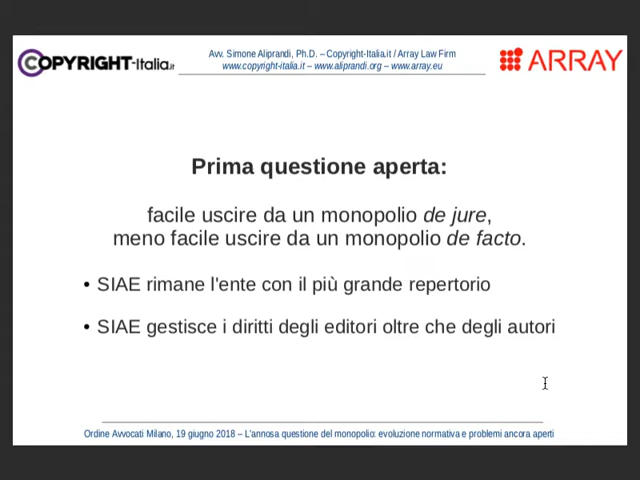 COPYRIGHT-Italia.it
Avv. Simone Aliprandi, Ph.D. – Copyright-Italia.it / Array Law Firm
www.copyright-italia.it – www.aliprandi.org – www.array.eu
ARRAY
Prima questione aperta:
facile uscire da un monopolio de jure,
meno facile uscire da un monopolio de facto.
• SIAE rimane l'ente con il più grande repertorio
• SIAE gestisce i diritti degli editori oltre che degli autori
Ordine Avvocati Milano, 19 giugno 2018 – L'annosa questione del monopolio: evoluzione normativa e problemi ancora aperti